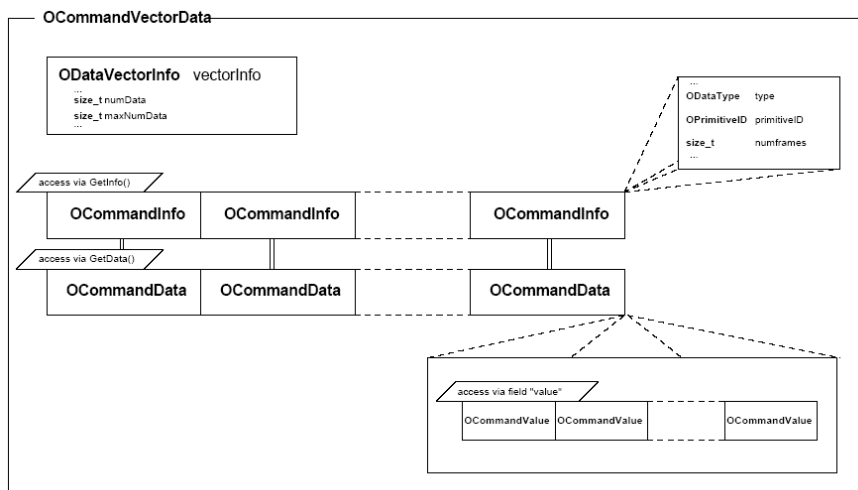 OCommandVectorData
ODataVectorInfo vectorInfo
...
size_t numData
size_t maxNumData
...
...
ODataType type
OPrimitiveID primitiveID
size_t numframes
...
access via GetInfo()
OCommandInfo OCommandInfo OCommandInfo
access via GetData()
OCommandData OCommandData OCommandData
access via field "value"
OCommandValue OCommandValue OCommandValue